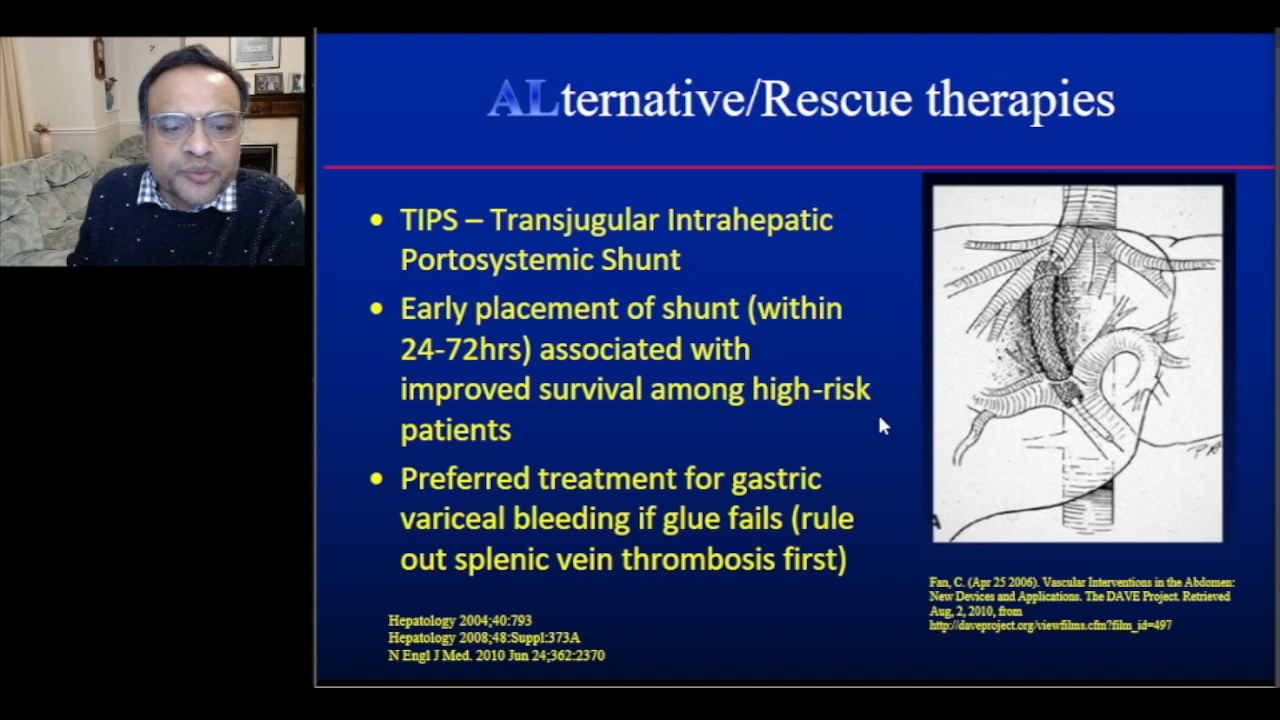 ALternative/Rescue therapies
• TIPS – Transjugular Intrahepatic
Portosystemic Shunt
• Early placement of shunt (within
24-72hrs) associated with
improved survival among high-risk
patients
• Preferred treatment for gastric
variceal bleeding if glue fails (rule
out splenic vein thrombosis first)
Hepatology 2004;40:793
Hepatology 2008;48:Suppl:373A
N Engl J Med. 2010 Jun 24;362:2370
A
Fan, C. (Apr 25 2006). Vascular Interventions in the Abdomen:
New Devices and Applications. The DAVE Project. Retrieved
Aug, 2, 2010, from
http://daveproject.org/viewfilms.cfm?film_id=497